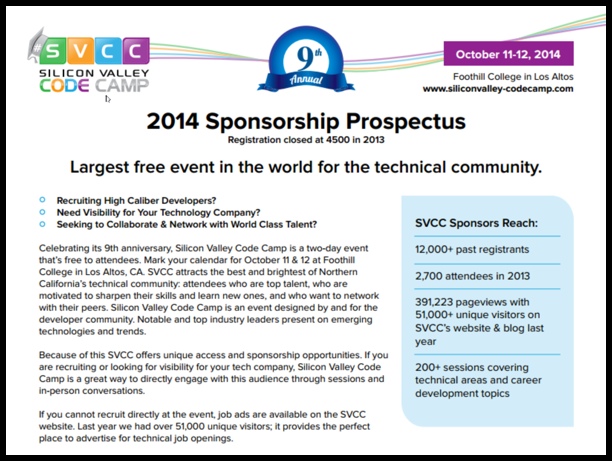 SVCC
SILICON VALLEY
CODE CAMP
9th
Annual
October 11-12, 2014
Foothill College in Los Altos
www.siliconvalley-codecamp.com
2014 Sponsorship Prospectus
Registration closed at 4500 in 2013
Largest free event in the world for the technical community.
Recruiting High Caliber Developers?
Need Visibility for Your Technology Company?
Seeking to Collaborate & Network with World Class Talent?
Celebrating its 9th anniversary, Silicon Valley Code Camp is a two-day event
that's free to attendees. Mark your calendar for October 11 & 12 at Foothill
College in Los Altos, CA. SVCC attracts the best and brightest of Northern
California's technical community: attendees who are top talent, who are
motivated to sharpen their skills and learn new ones, and who want to network
with their peers. Silicon Valley Code Camp is an event designed by and for the
developer community. Notable and top industry leaders present on emerging
technologies and trends.
Because of this SVCC offers unique access and sponsorship opportunities. If you
are recruiting or looking for visibility for your tech company, Silicon Valley Code
Camp is a great way to directly engage with this audience through sessions and
in-person conversations.
If you cannot recruit directly at the event, job ads are available on the SVCC
website. Last year we had over 51,000 unique visitors; it provides the perfect
place to advertise for technical job openings.
SVCC Sponsors Reach:
12,000+ past registrants
2,700 attendees in 2013
391,223 pageviews with
51,000+ unique visitors on
SVCC's website & blog last
year
200+ sessions covering
technical areas and career
development topics